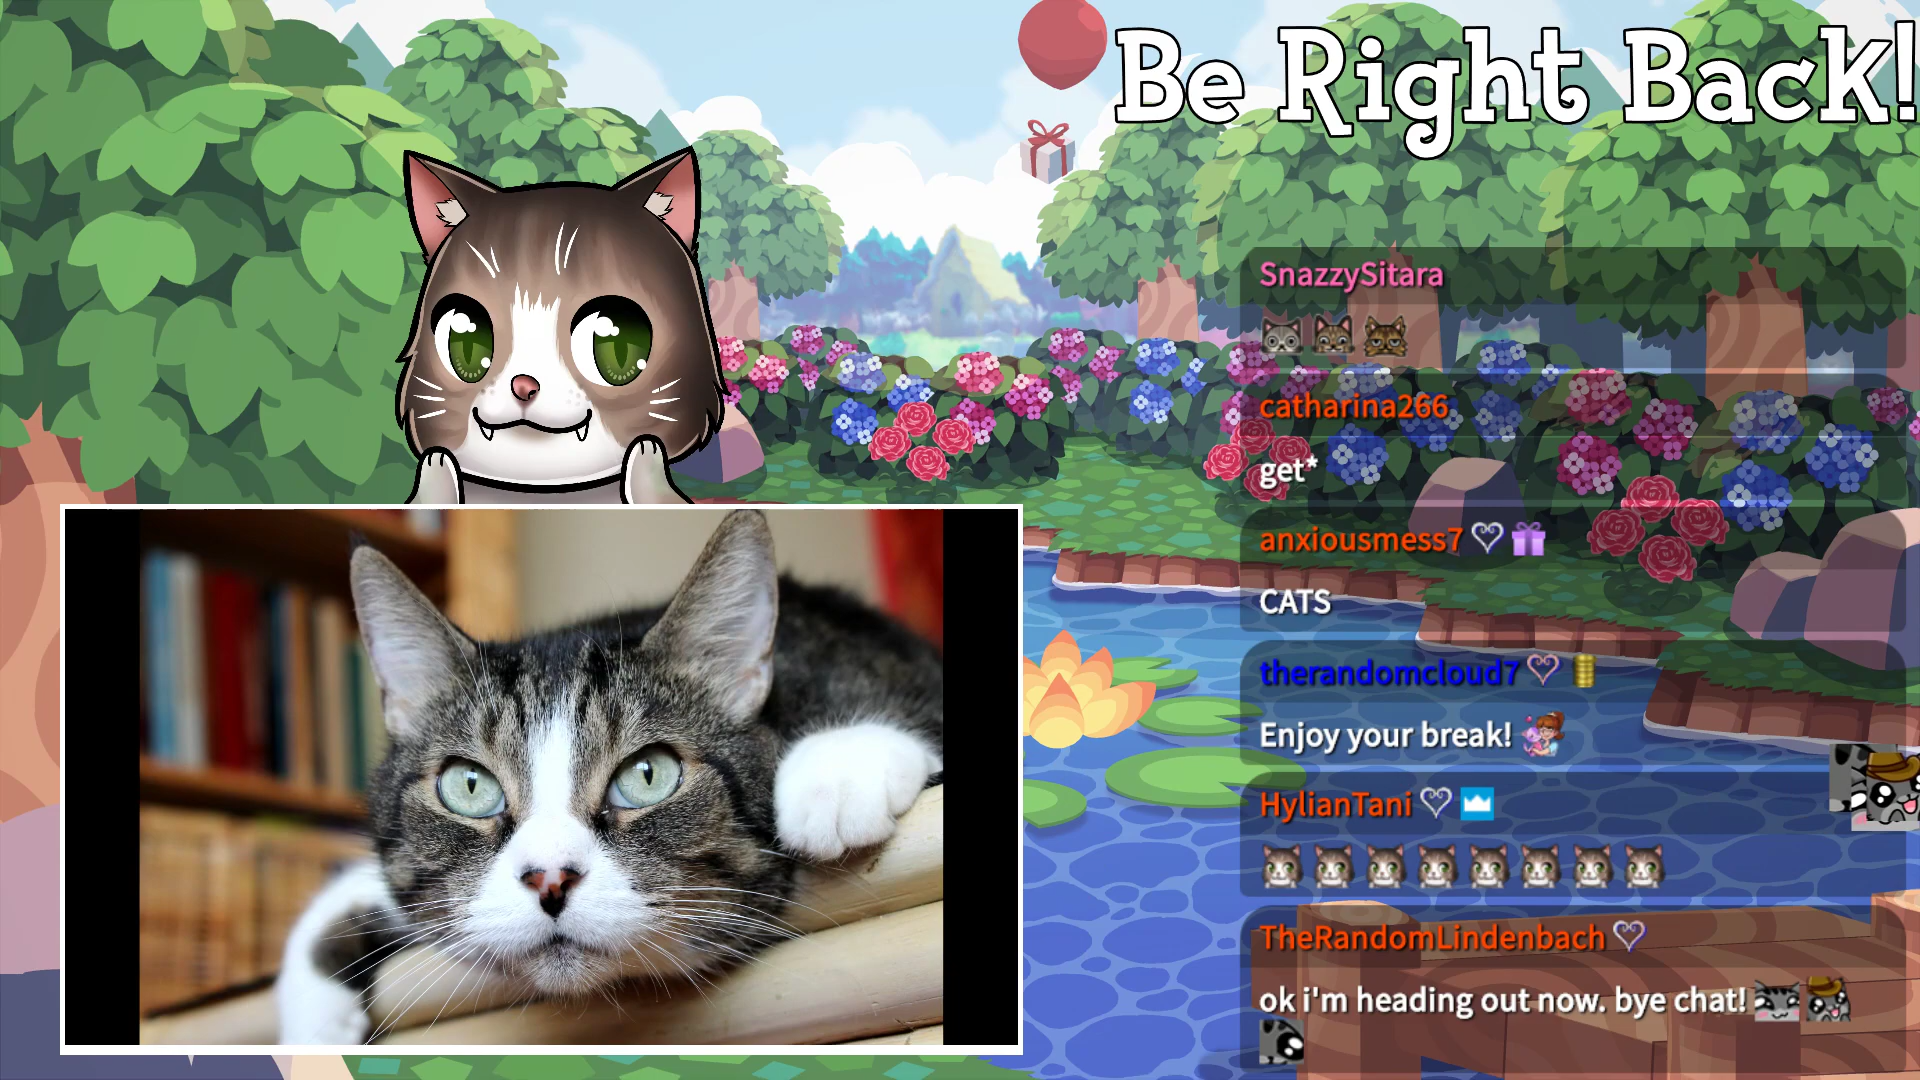 Be Right Back!
SnazzySitara
catharina266
get*
anxiousmess7
CATS
therandomcloud7
Enjoy your break!
HylianTani
TheRandomLindenbach
ok i'm heading out now. bye chat!